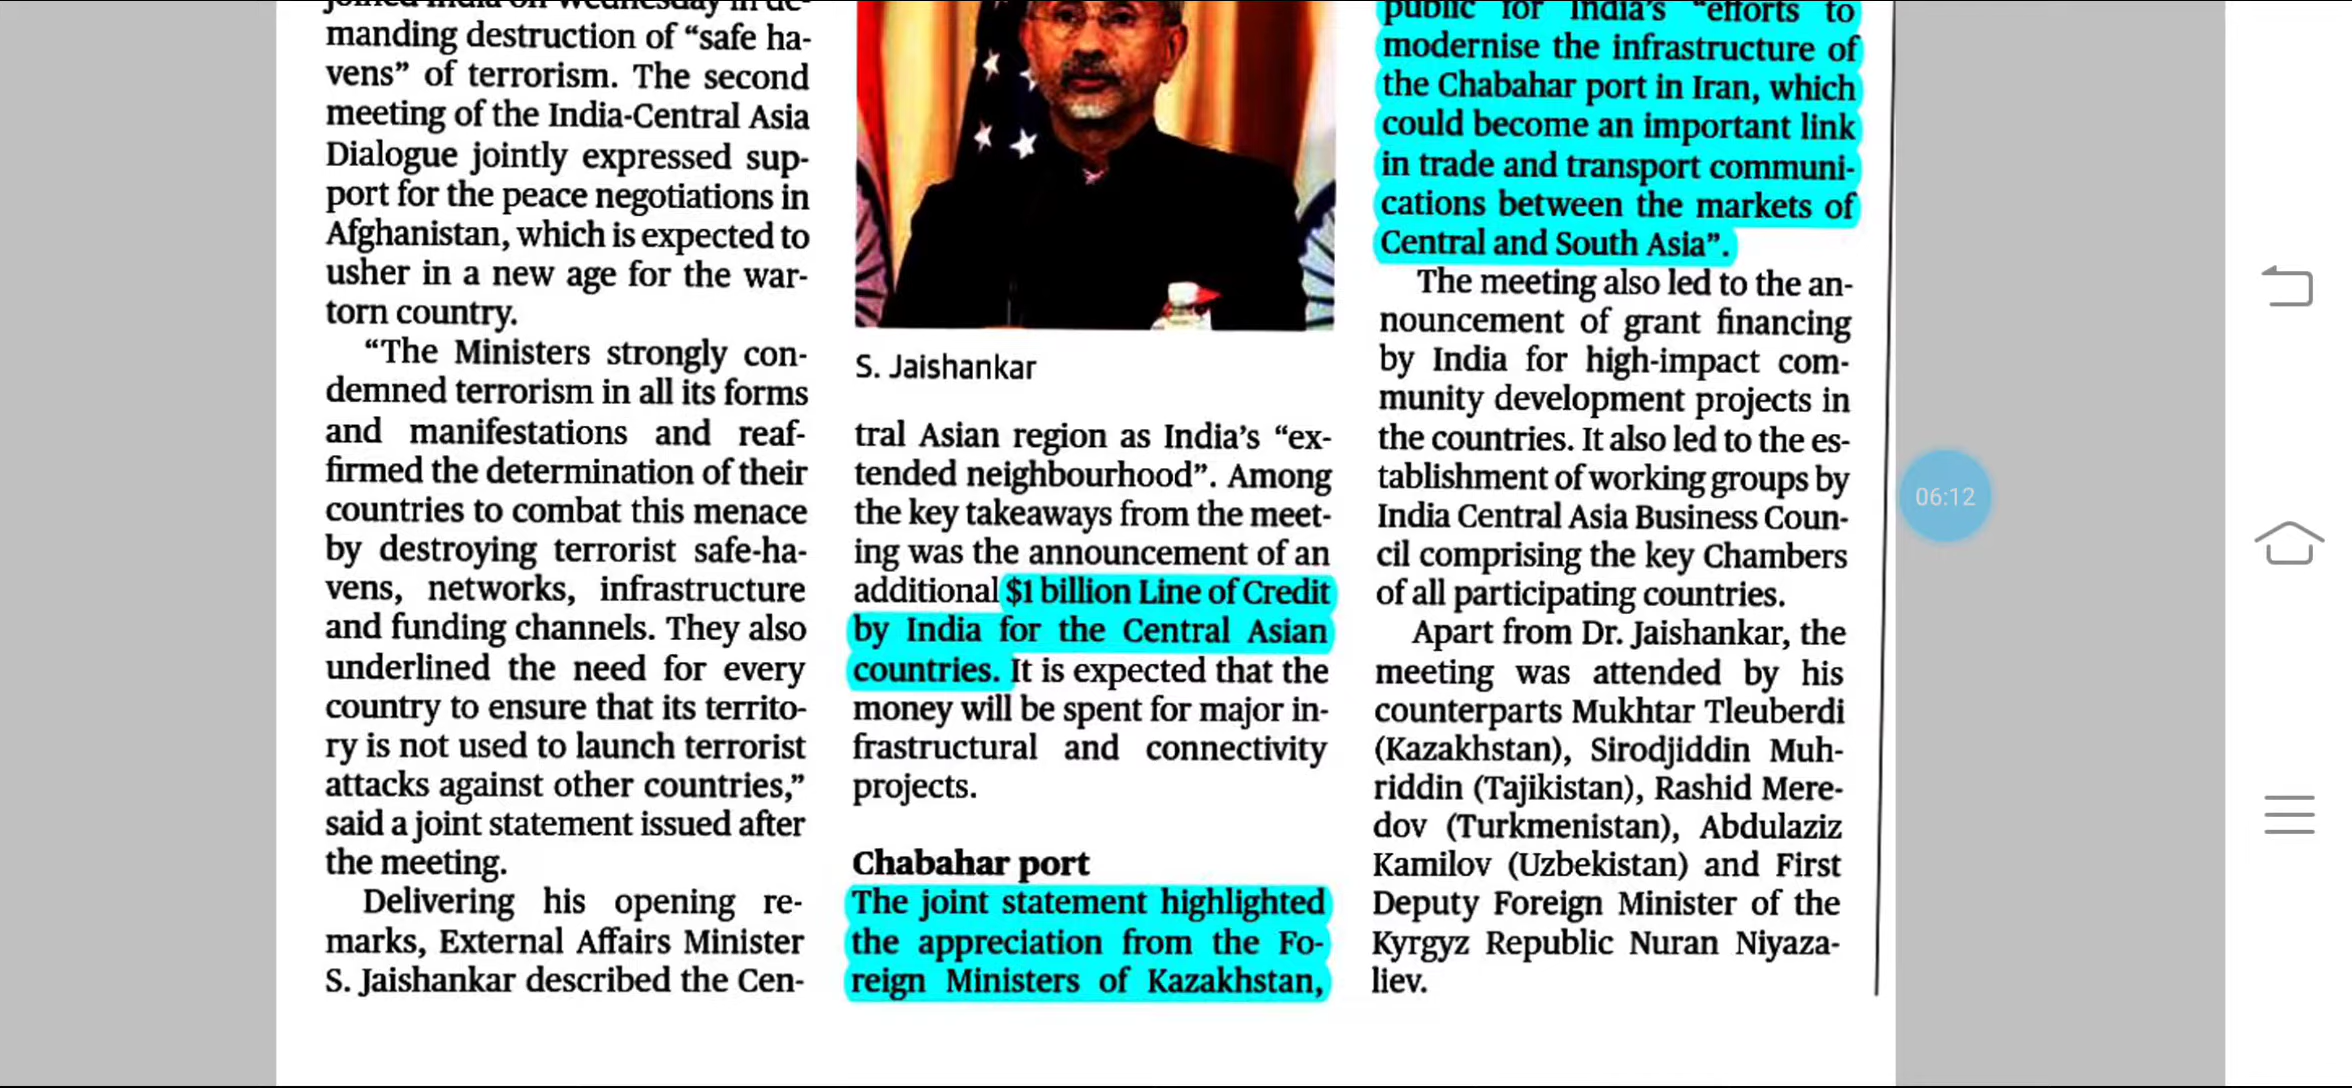 joined India on Wednesday in de-
manding destruction of “safe ha-
vens” of terrorism. The second
meeting of the India-Central Asia
Dialogue jointly expressed sup-
port for the peace negotiations in
Afghanistan, which is expected to
usher in a new age for the war-
torn country.
“The Ministers strongly con-
demned terrorism in all its forms
and manifestations and reaf-
firmed the determination of their
countries to combat this menace
by destroying terrorist safe-ha-
vens, networks, infrastructure
and funding channels. They also
underlined the need for every
country to ensure that its territo-
ry is not used to launch terrorist
attacks against other countries,”
said a joint statement issued after
the meeting.
Delivering his opening re-
marks, External Affairs Minister
S. Jaishankar described the Cen-
S. Jaishankar
tral Asian region as India’s “ex-
tended neighbourhood”. Among
the key takeaways from the meet-
ing was the announcement of an
additional $1 billion Line of Credit
by India for the Central Asian
countries. It is expected that the
money will be spent for major in-
frastructural and connectivity
projects.
Chabahar port
The joint statement highlighted
the appreciation from the Fo-
reign Ministers of Kazakhstan,
public for India’s “efforts to
modernise the infrastructure of
the Chabahar port in Iran, which
could become an important link
in trade and transport communi-
cations between the markets of
Central and South Asia”.
The meeting also led to the an-
nouncement of grant financing
by India for high-impact com-
munity development projects in
the countries. It also led to the es-
tablishment of working groups by
India Central Asia Business Coun-
cil comprising the key Chambers
of all participating countries.
Apart from Dr. Jaishankar, the
meeting was attended by his
counterparts Mukhtar Tleuberdi
(Kazakhstan), Sirodjiddin Muh-
riddin (Tajikistan), Rashid Mere-
dov (Turkmenistan), Abdulaziz
Kamilov (Uzbekistan) and First
Deputy Foreign Minister of the
Kyrgyz Republic Nuran Niyaza-
liev.
06:12